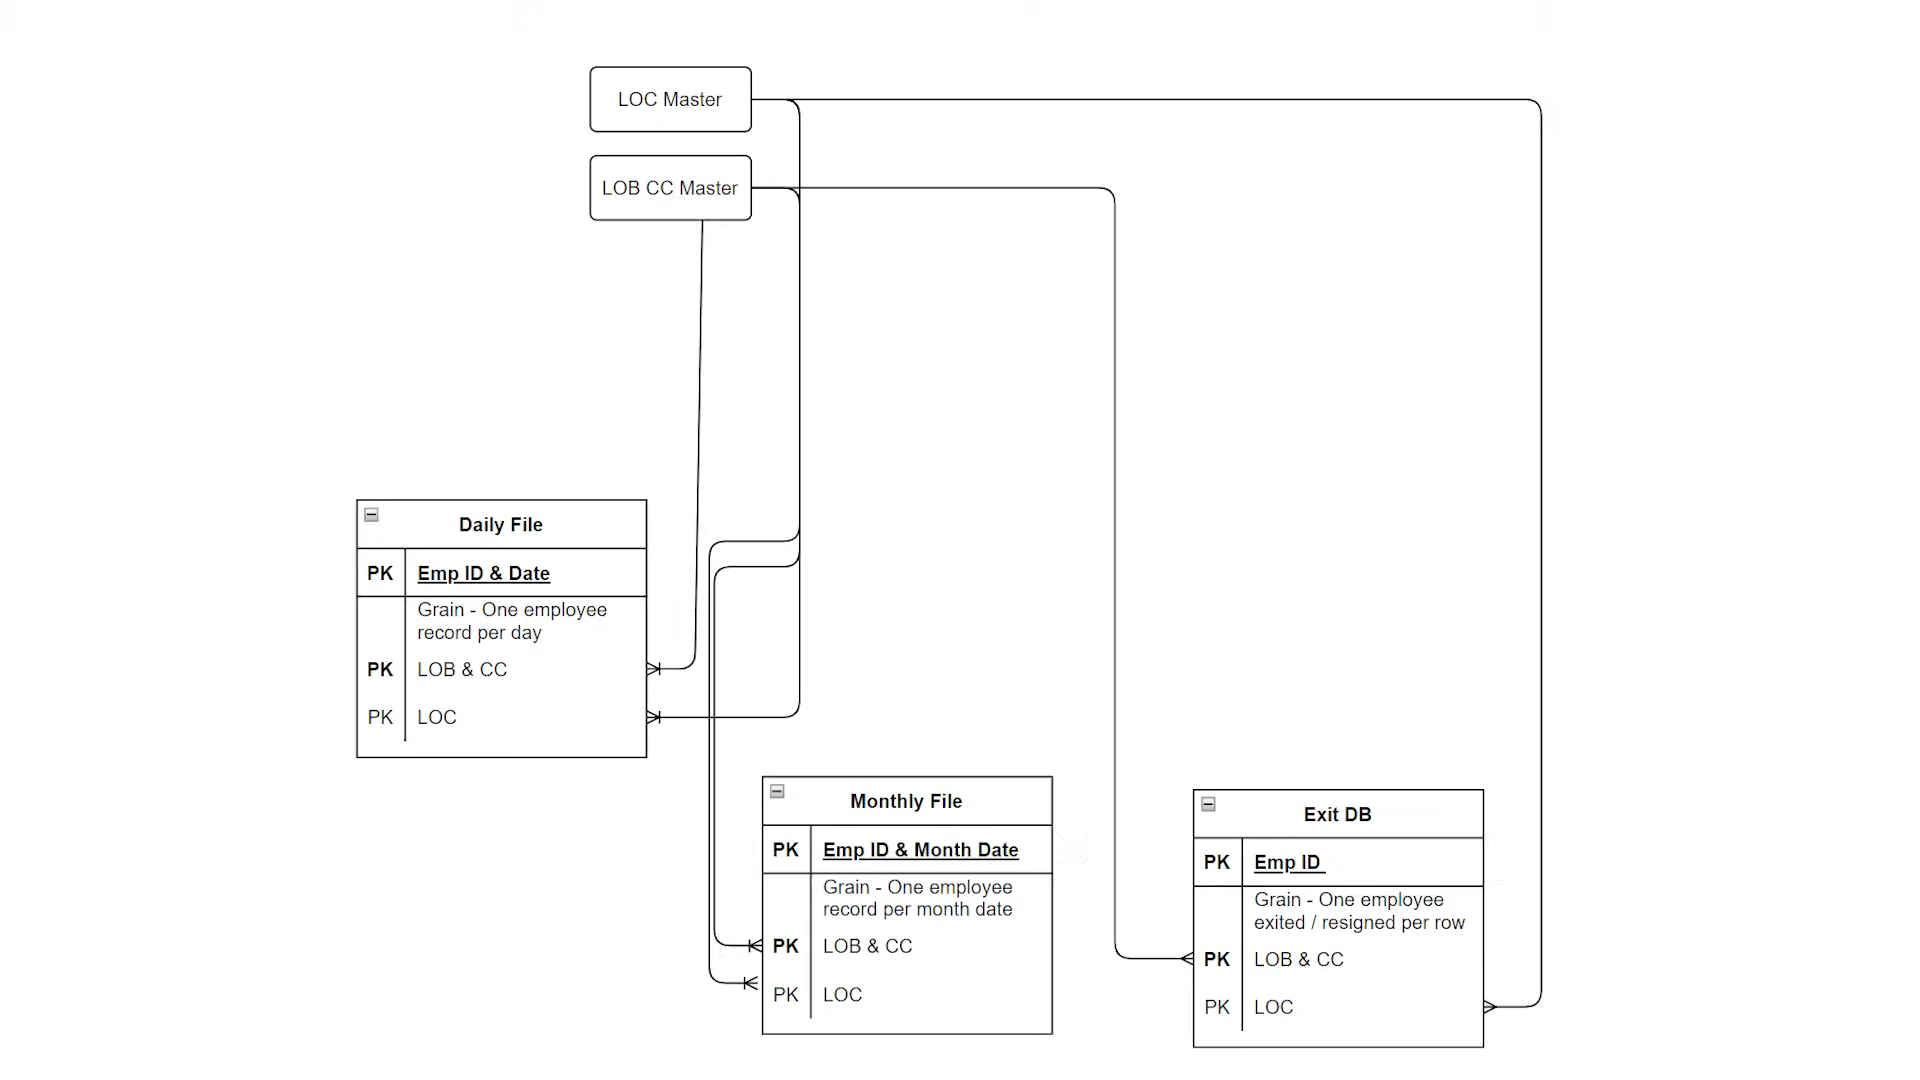 LOC Master
LOB CC Master
Daily File
PK Emp ID & Date
Grain - One employee
record per day
PK LOB & CC
PK LOC
Monthly File
PK Emp ID & Month Date
Grain - One employee
record per month date
PK LOB & CC
PK LOC
Exit DB
PK Emp ID
Grain - One employee
exited / resigned per row
PK LOB & CC
PK LOC